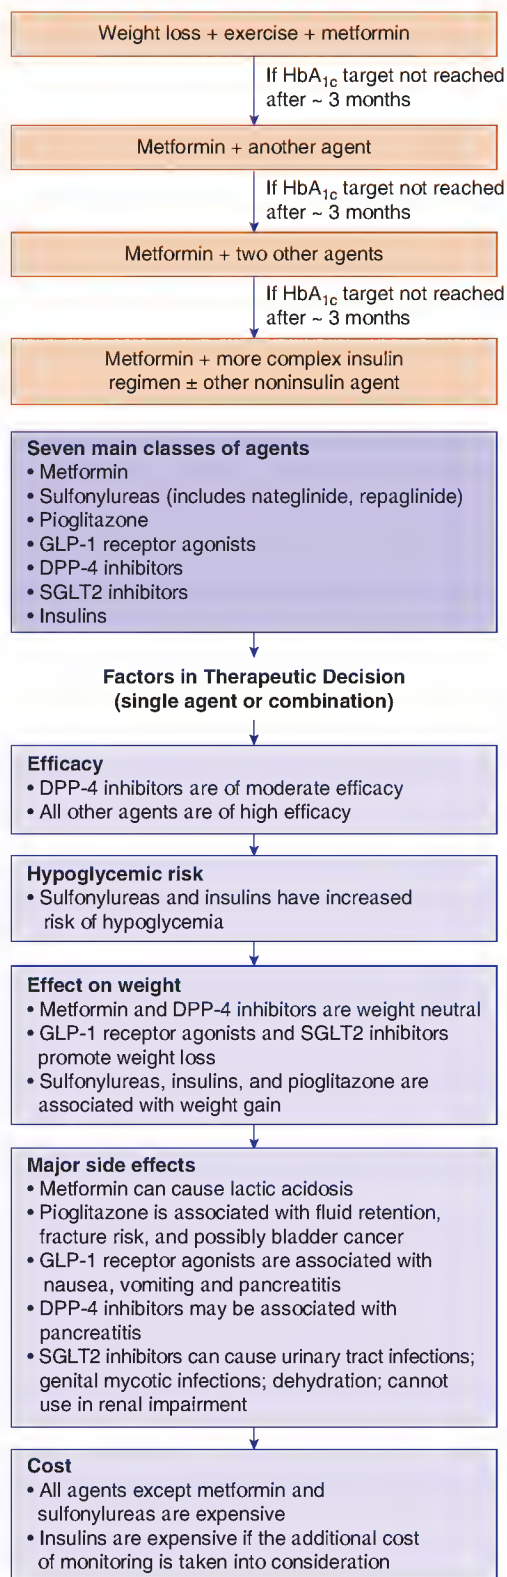 Weight loss + exercise + metformin
If HbA1c target not reached
after ~ 3 months
Metformin + another agent
If HbA1c target not reached
after ~ 3 months
Metformin + two other agents
If HbA1c target not reached
after ~ 3 months
Metformin + more complex insulin
regimen ± other noninsulin agent
Seven main classes of agents
• Metformin
• Sulfonylureas (includes nateglinide, repaglinide)
• Pioglitazone
• GLP-1 receptor agonists
• DPP-4 inhibitors
• SGLT2 inhibitors
• Insulins
Factors in Therapeutic Decision
(single agent or combination)
Efficacy
• DPP-4 inhibitors are of moderate efficacy
• All other agents are of high efficacy
Hypoglycemic risk
• Sulfonylureas and insulins have increased
risk of hypoglycemia
Effect on weight
• Metformin and DPP-4 inhibitors are weight neutral
• GLP-1 receptor agonists and SGLT2 inhibitors
promote weight loss
• Sulfonylureas, insulins, and pioglitazone are
associated with weight gain
Major side effects
• Metformin can cause lactic acidosis
• Pioglitazone is associated with fluid retention,
fracture risk, and possibly bladder cancer
• GLP-1 receptor agonists are associated with
nausea, vomiting and pancreatitis
• DPP-4 inhibitors may be associated with
pancreatitis
• SGLT2 inhibitors can cause urinary tract infections;
genital mycotic infections; dehydration; cannot
use in renal impairment
Cost
• All agents except metformin and
sulfonylureas are expensive
• Insulins are expensive if the additional cost
of monitoring is taken into consideration